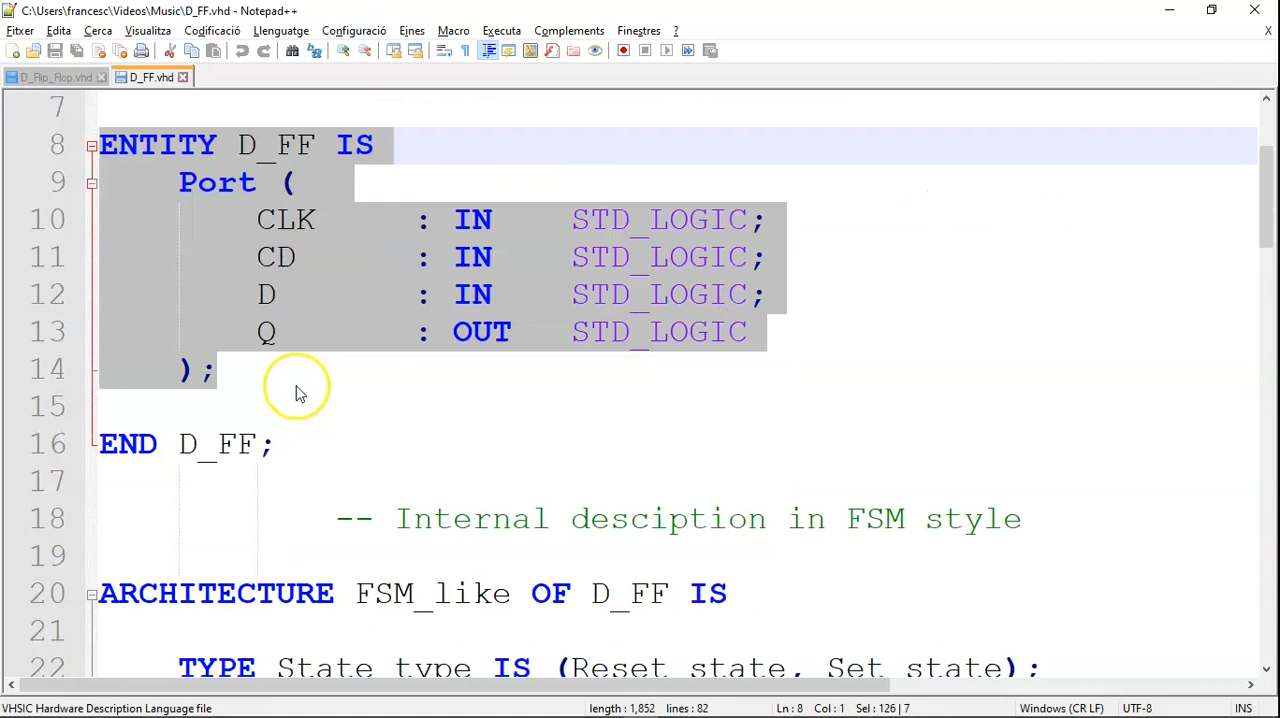 C:\Users\francesc\Videos\Music\D_FF.vhd - Notepad++
Fitxer Edita Cerca Visualitza Codificació Llenguatge Configuració Eines Macro Executa Complements Finestres ? X
D_Flip_Flop.vhd D_FF.vhd
7
8 ENTITY D_FF IS
9 Port (
10 CLK : IN STD_LOGIC;
11 CD : IN STD_LOGIC;
12 D : IN STD_LOGIC;
13 Q : OUT STD_LOGIC
14 );
15
16 END D_FF;
17
18 -- Internal desciption in FSM style
19
20 ARCHITECTURE FSM_like OF D_FF IS
21
22 TYPE State_type IS (Reset_state, Set_state);
VHSIC Hardware Description Language file length : 1,852 lines : 82 Ln : 8 Col : 1 Sel : 126 | 7 Windows (CR LF) UTF-8 INS